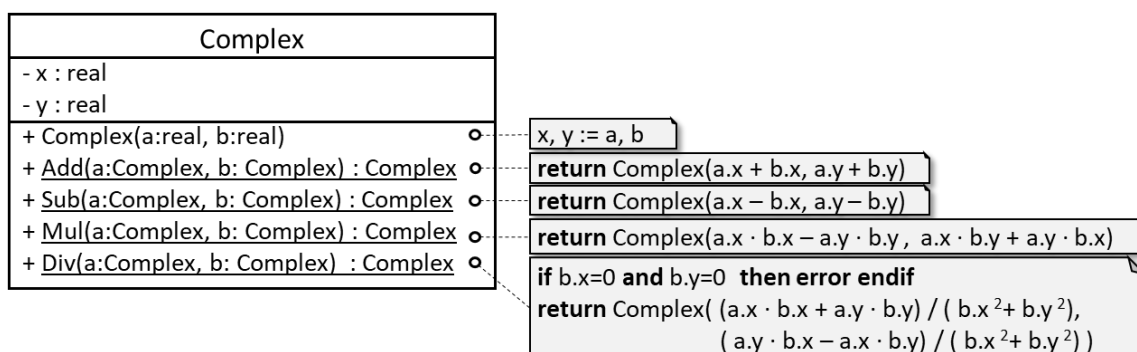 Complex
- x : real
- y : real
+ Complex(a:real, b:real)
x, y := a, b
+ Add(a:Complex, b: Complex) : Complex
return Complex(a.x + b.x, a.y + b.y)
+ Sub(a:Complex, b: Complex) : Complex
return Complex(a.x – b.x, a.y – b.y)
+ Mul(a:Complex, b: Complex) : Complex
return Complex(a.x · b.x – a.y · b.y , a.x · b.y + a.y · b.x)
+ Div(a:Complex, b: Complex) : Complex
if b.x=0 and b.y=0 then error endif
return Complex( (a.x · b.x + a.y · b.y) / ( b.x ²+ b.y ²),
( a.y · b.x – a.x · b.y) / ( b.x ²+ b.y ²) )